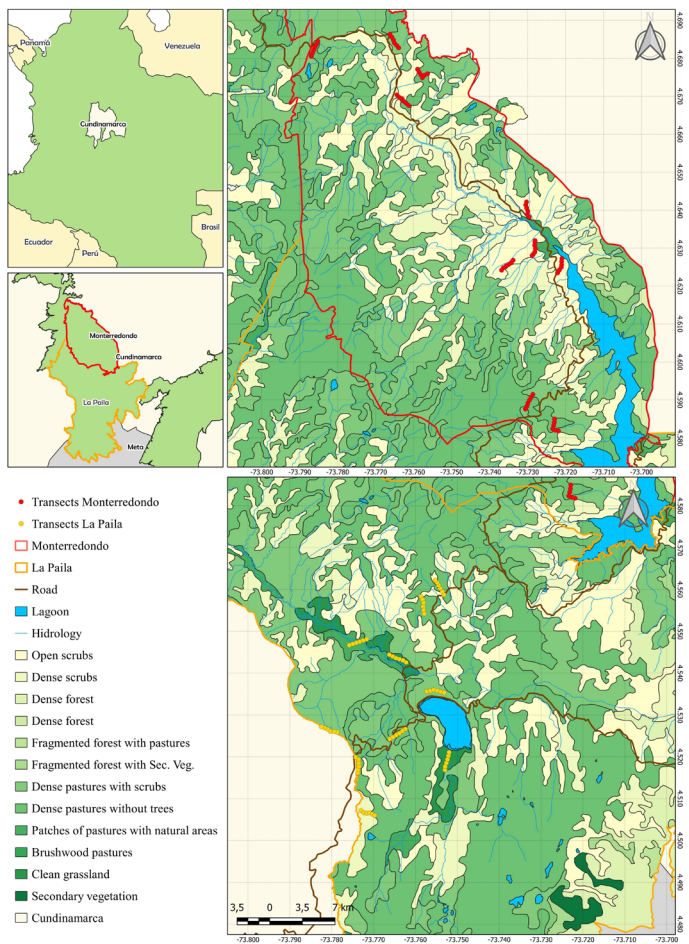 Panamá
Venezuela
Cundinamarca
Ecuador
Perú
Brasil
Monterredondo
Cundinamarca
La Paila
Meta
N
4.690
4.680
4.670
4.660
4.650
4.640
4.630
4.620
4.610
4.600
4.590
4.580
-73.800 -73.790 -73.780 -73.770 -73.760 -73.750 -73.740 -73.730 -73.720 -73.710 -73.700
Transects Monterredondo
Transects La Paila
Monterredondo
La Paila
Road
Lagoon
Hidrology
Open scrubs
Dense scrubs
Dense forest
Dense forest
Fragmented forest with pastures
Fragmented forest with Sec. Veg.
Dense pastures with scrubs
Dense pastures without trees
Patches of pastures with natural areas
Brushwood pastures
Clean grassland
Secondary vegetation
Cundinamarca
4.580
4.570
4.560
4.550
4.540
4.530
4.520
4.510
4.500
4.490
4.480
3,5 0 3,5 7 km
-73.800 -73.790 -73.780 -73.770 -73.760 -73.750 -73.740 -73.730 -73.720 -73.710 -73.700